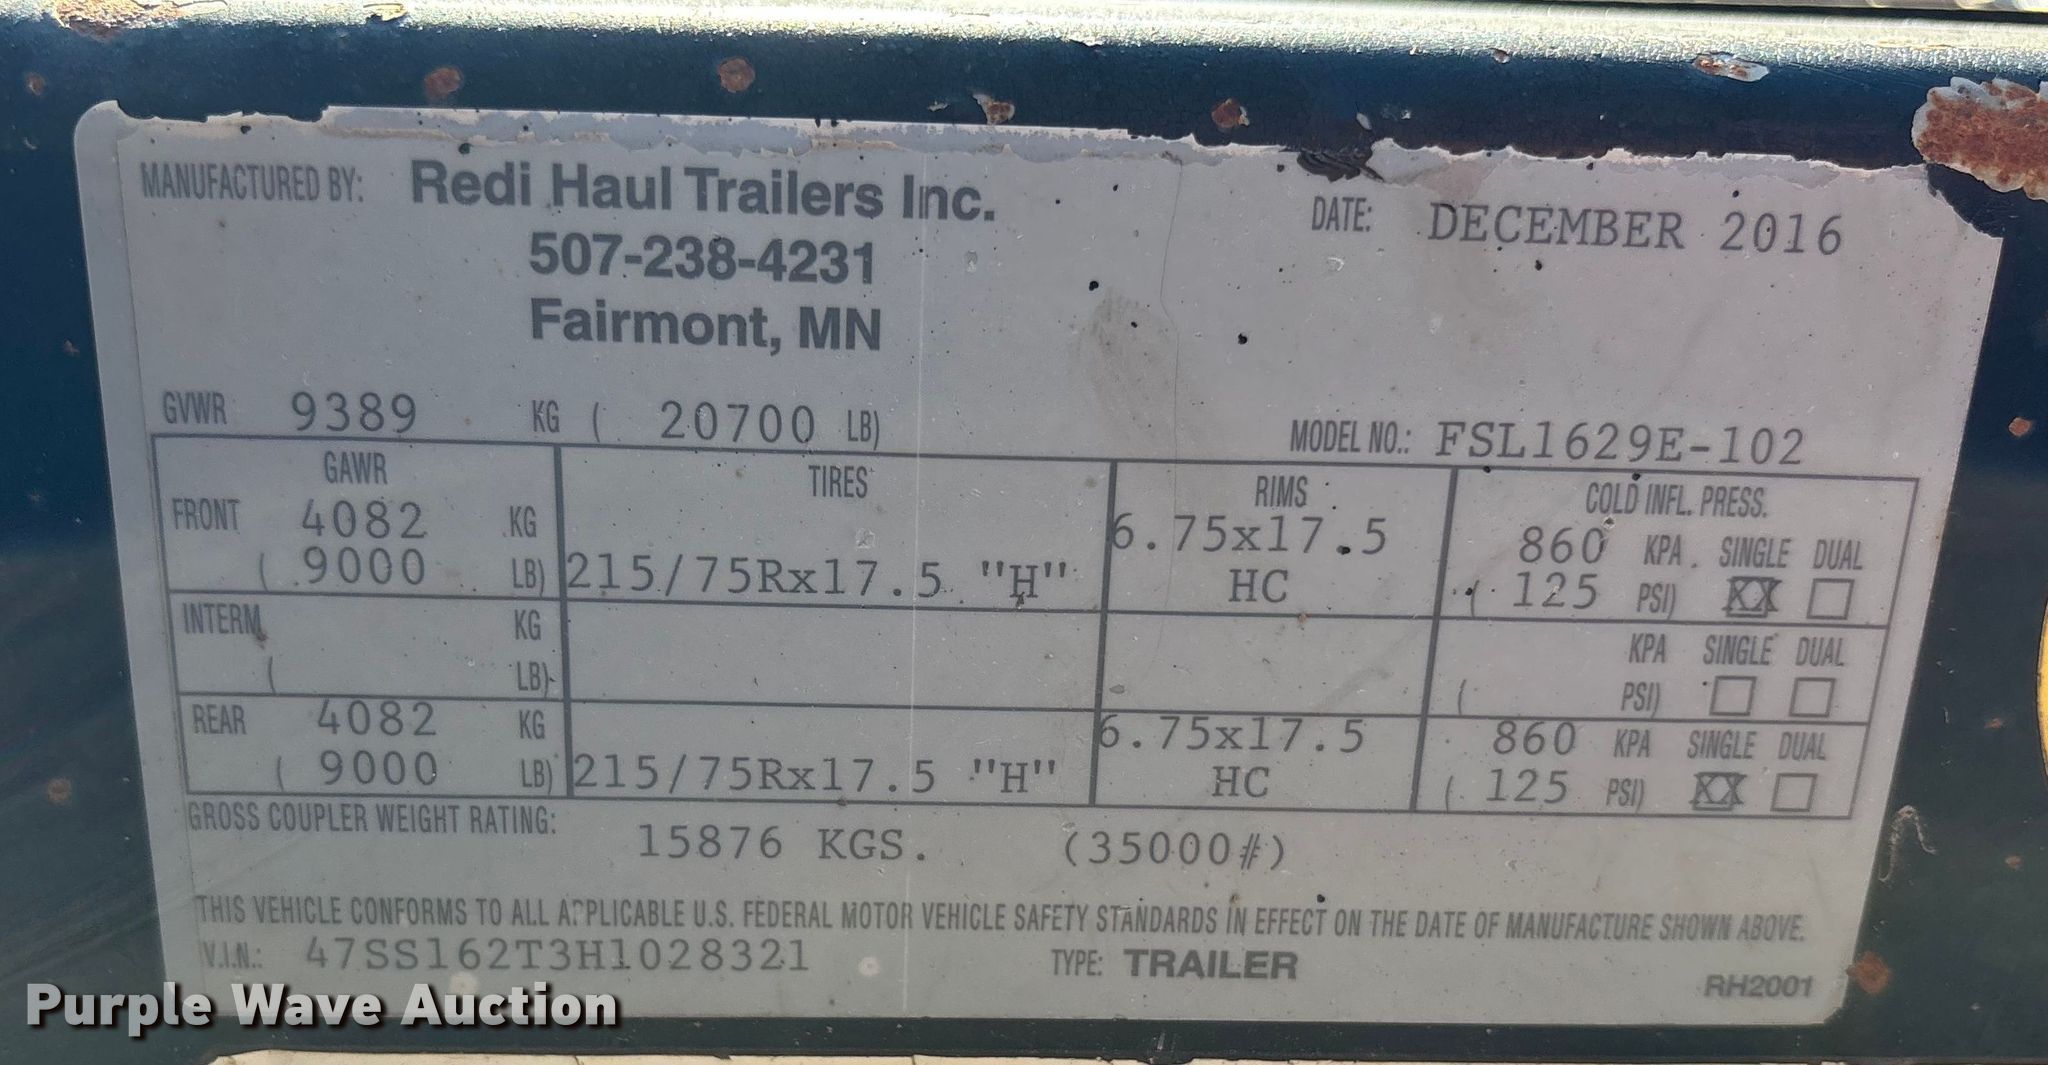 MANUFACTURED BY: Redi Haul Trailers Inc.
507-238-4231
Fairmont, MN
DATE: DECEMBER 2016
GVWR 9389 KG ( 20700 LB)
MODEL NO.: FSL1629E-102
GAWR TIRES RIMS COLD INFL. PRESS.
FRONT 4082 KG 6.75x17.5 860 KPA. SINGLE DUAL
( 9000 LB) 215/75Rx17.5 "H" HC ( 125 PSI) XX
INTERM KG KPA SINGLE DUAL
( LB) ( PSI)
REAR 4082 KG 6.75x17.5 860 KPA SINGLE DUAL
( 9000 LB) 215/75Rx17.5 "H" HC ( 125 PSI) XX
GROSS COUPLER WEIGHT RATING: 15876 KGS. (35000#)
THIS VEHICLE CONFORMS TO ALL APPLICABLE U.S. FEDERAL MOTOR VEHICLE SAFETY STANDARDS IN EFFECT ON THE DATE OF MANUFACTURE SHOWN ABOVE.
V.I.N.: 47SS162T3H1028321 TYPE: TRAILER
RH2001
Purple Wave Auction